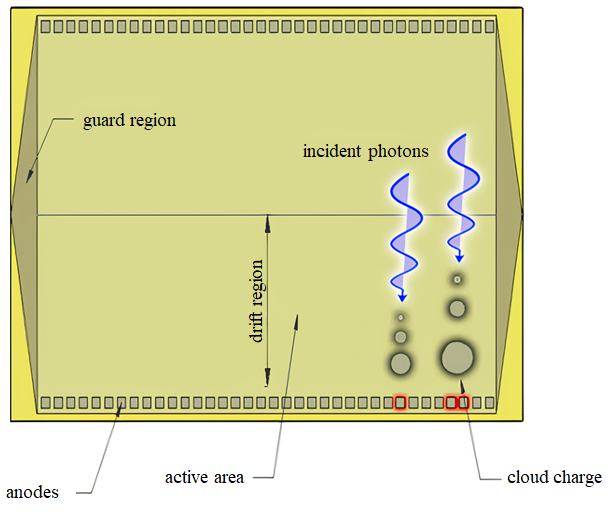 guard region
incident photons
drift region
active area
cloud charge
anodes